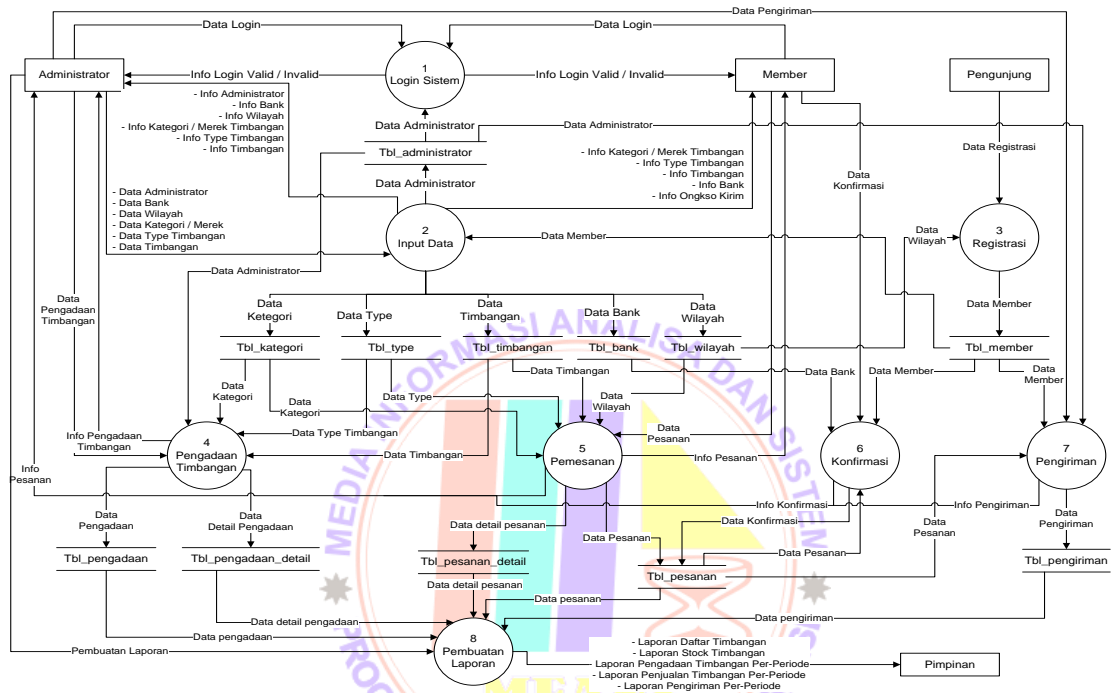 Data Pengiriman
Data Login
Data Login
Administrator
Info Login Valid / Invalid
1
Login Sistem
Info Login Valid / Invalid
Member
Pengunjung
- Info Administrator
- Info Bank
- Info Wilayah
- Info Kategori / Merek Timbangan
- Info Type Timbangan
- Info Timbangan
Data Administrator
Data Administrator
Tbl_administrator
Data Administrator
- Info Kategori / Merek Timbangan
- Info Type Timbangan
- Info Timbangan
- Info Bank
- Info Ongkso Kirim
Data Registrasi
Data
Konfirmasi
- Data Administrator
- Data Bank
- Data Wilayah
- Data Kategori / Merek
- Data Type Timbangan
- Data Timbangan
2
Input Data
Data Member
Data
Wilayah
3
Registrasi
Data Administrator
Data
Pengadaan
Timbangan
Data
Ketegori
Data Type
Data
Timbangan
Data Bank
Data
Wilayah
Data Member
Tbl_kategori
Tbl_type
Tbl_timbangan
Tbl_bank
Tbl_wilayah
Tbl_member
Data Timbangan
Data Bank
Data Member
Data
Member
Data
Kategori
Data
Kategori
Data Type
Data
Wilayah
Info Pengadaan
Timbangan
4
Pengadaan
Timbangan
Data Type Timbangan
Data Timbangan
5
Pemesanan
Data
Pesanan
Info Pesanan
6
Konfirmasi
7
Pengiriman
Info
Pesanan
Info Konfirmasi
Info Pengiriman
Data
Pengadaan
Data
Detail Pengadaan
Data detail pesanan
Data Pesanan
Data Konfirmasi
Data
Pesanan
Data
Pengiriman
Tbl_pengadaan
Tbl_pengadaan_detail
Tbl_pesanan_detail
Data Pesanan
Tbl_pesanan
Tbl_pengiriman
Data detail pesanan
Data pesanan
Data detail pengadaan
Data pengadaan
Data pengiriman
Pembuatan Laporan
8
Pembuatan
Laporan
- Laporan Daftar Timbangan
- Laporan Stock Timbangan
Laporan Pengadaan Timbangan Per-Periode
- Laporan Penjualan Timbangan Per-Periode
- Laporan Pengiriman Per-Periode
Pimpinan
MEDIA INFORMASI ANALISA DAN SISTEM